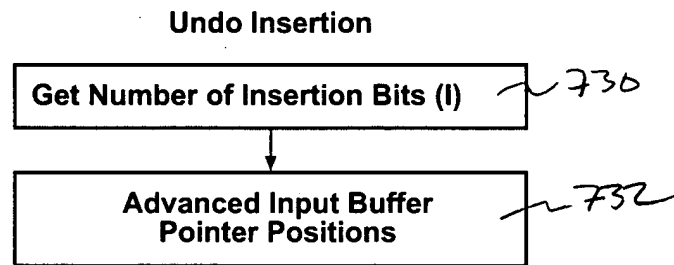 Undo Insertion
Get Number of Insertion Bits (I) 730
Advanced Input Buffer
Pointer Positions
732